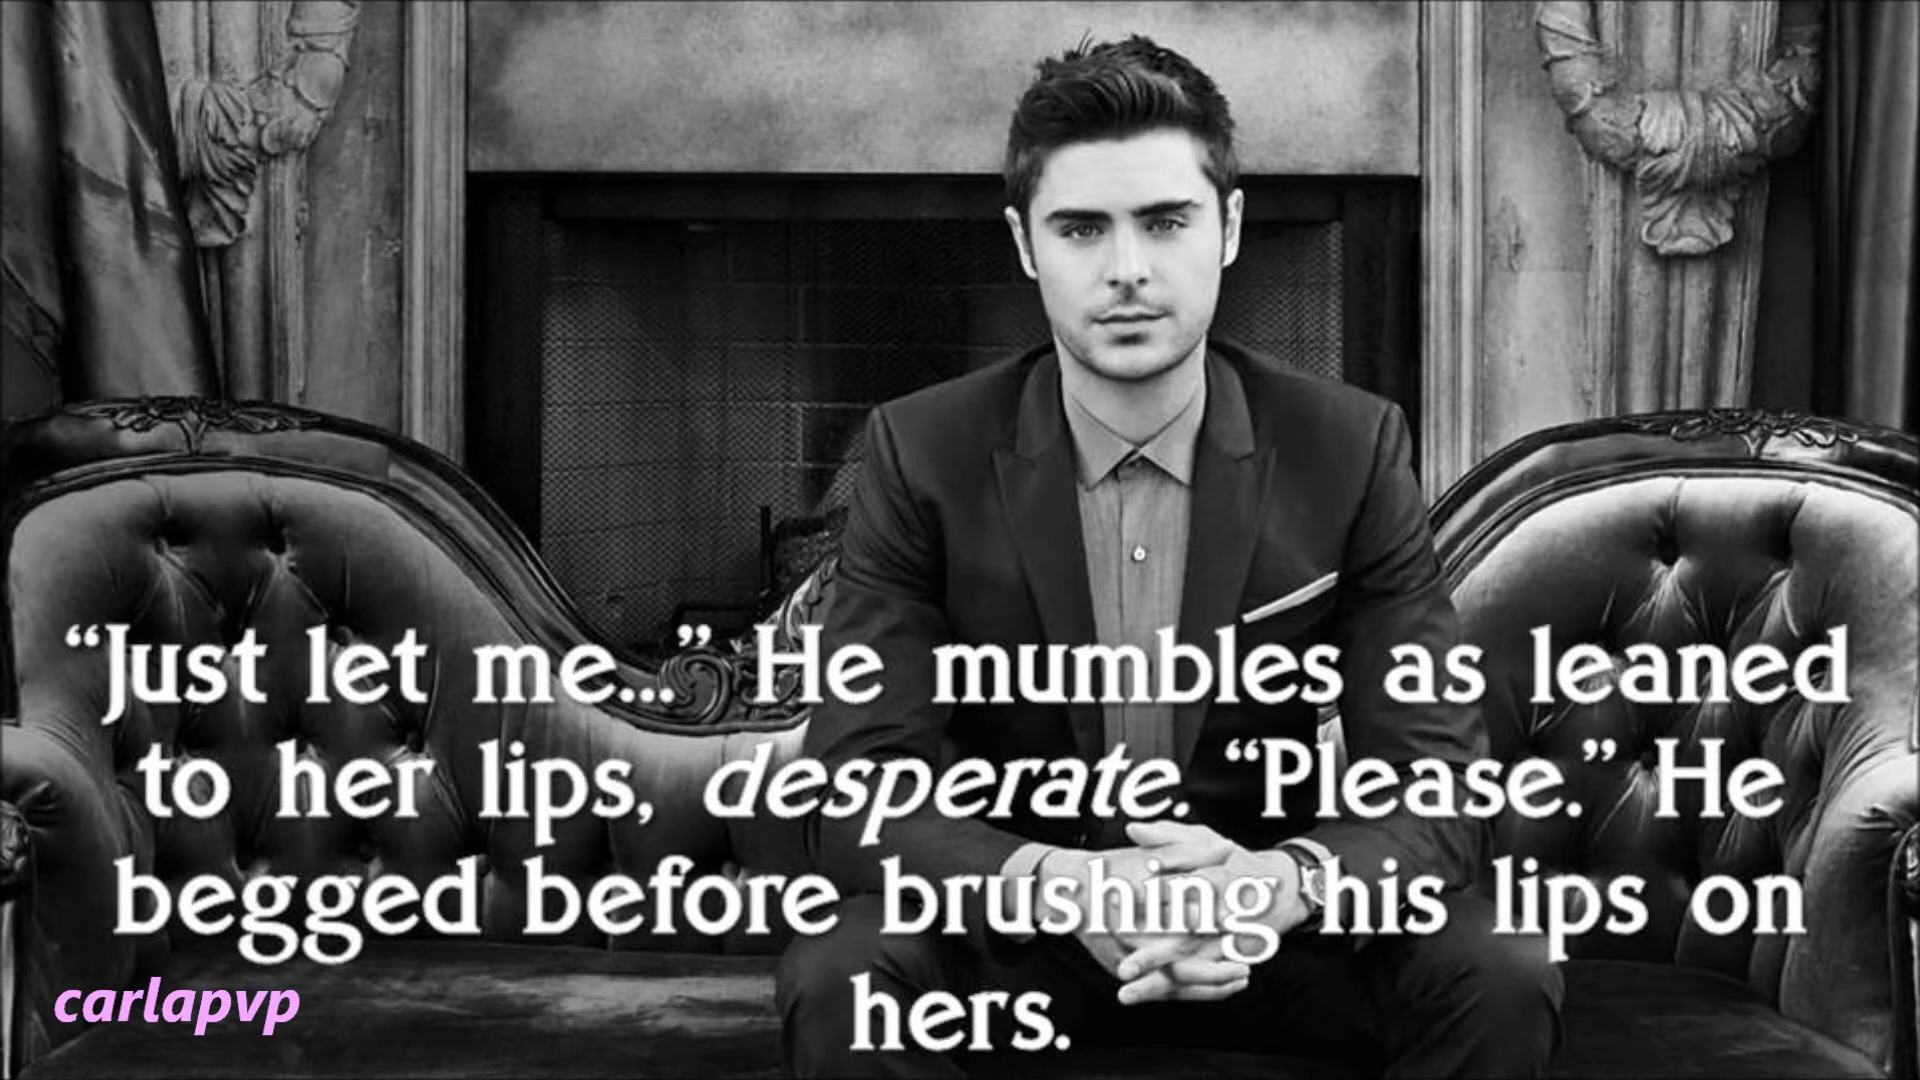 “Just let me...” He mumbles as leaned
to her lips, desperate. “Please.” He
begged before brushing his lips on
hers.
carlapvp